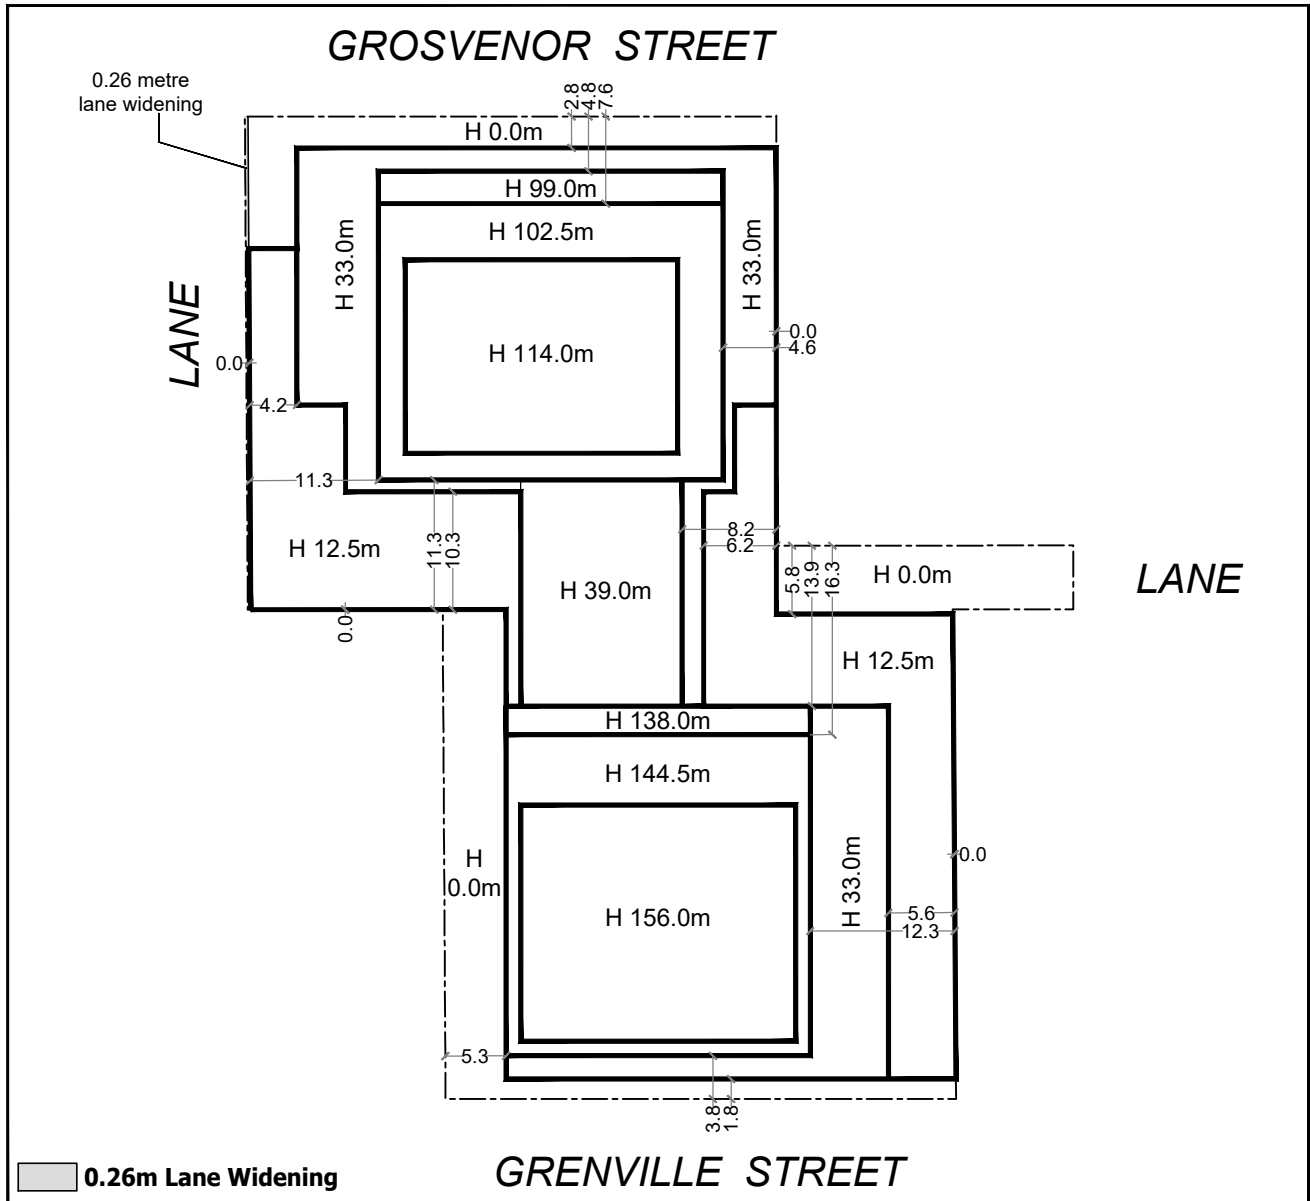 GROSVENOR STREET
0.26 metre
lane widening
2.8
4.8
7.6
H 0.0m
H 99.0m
H 102.5m
H 33.0m
H 33.0m
LANE
H 114.0m
0.0
0.0
4.6
4.2
11.3
11.3
10.3
8.2
6.2
H 12.5m
5.8
13.9
16.3
H 0.0m
LANE
H 39.0m
0.0
H 12.5m
H 138.0m
H 144.5m
H
0.0m
H 33.0m
0.0
H 156.0m
5.6
12.3
5.3
3.8
1.8
0.26m Lane Widening
GRENVILLE STREET